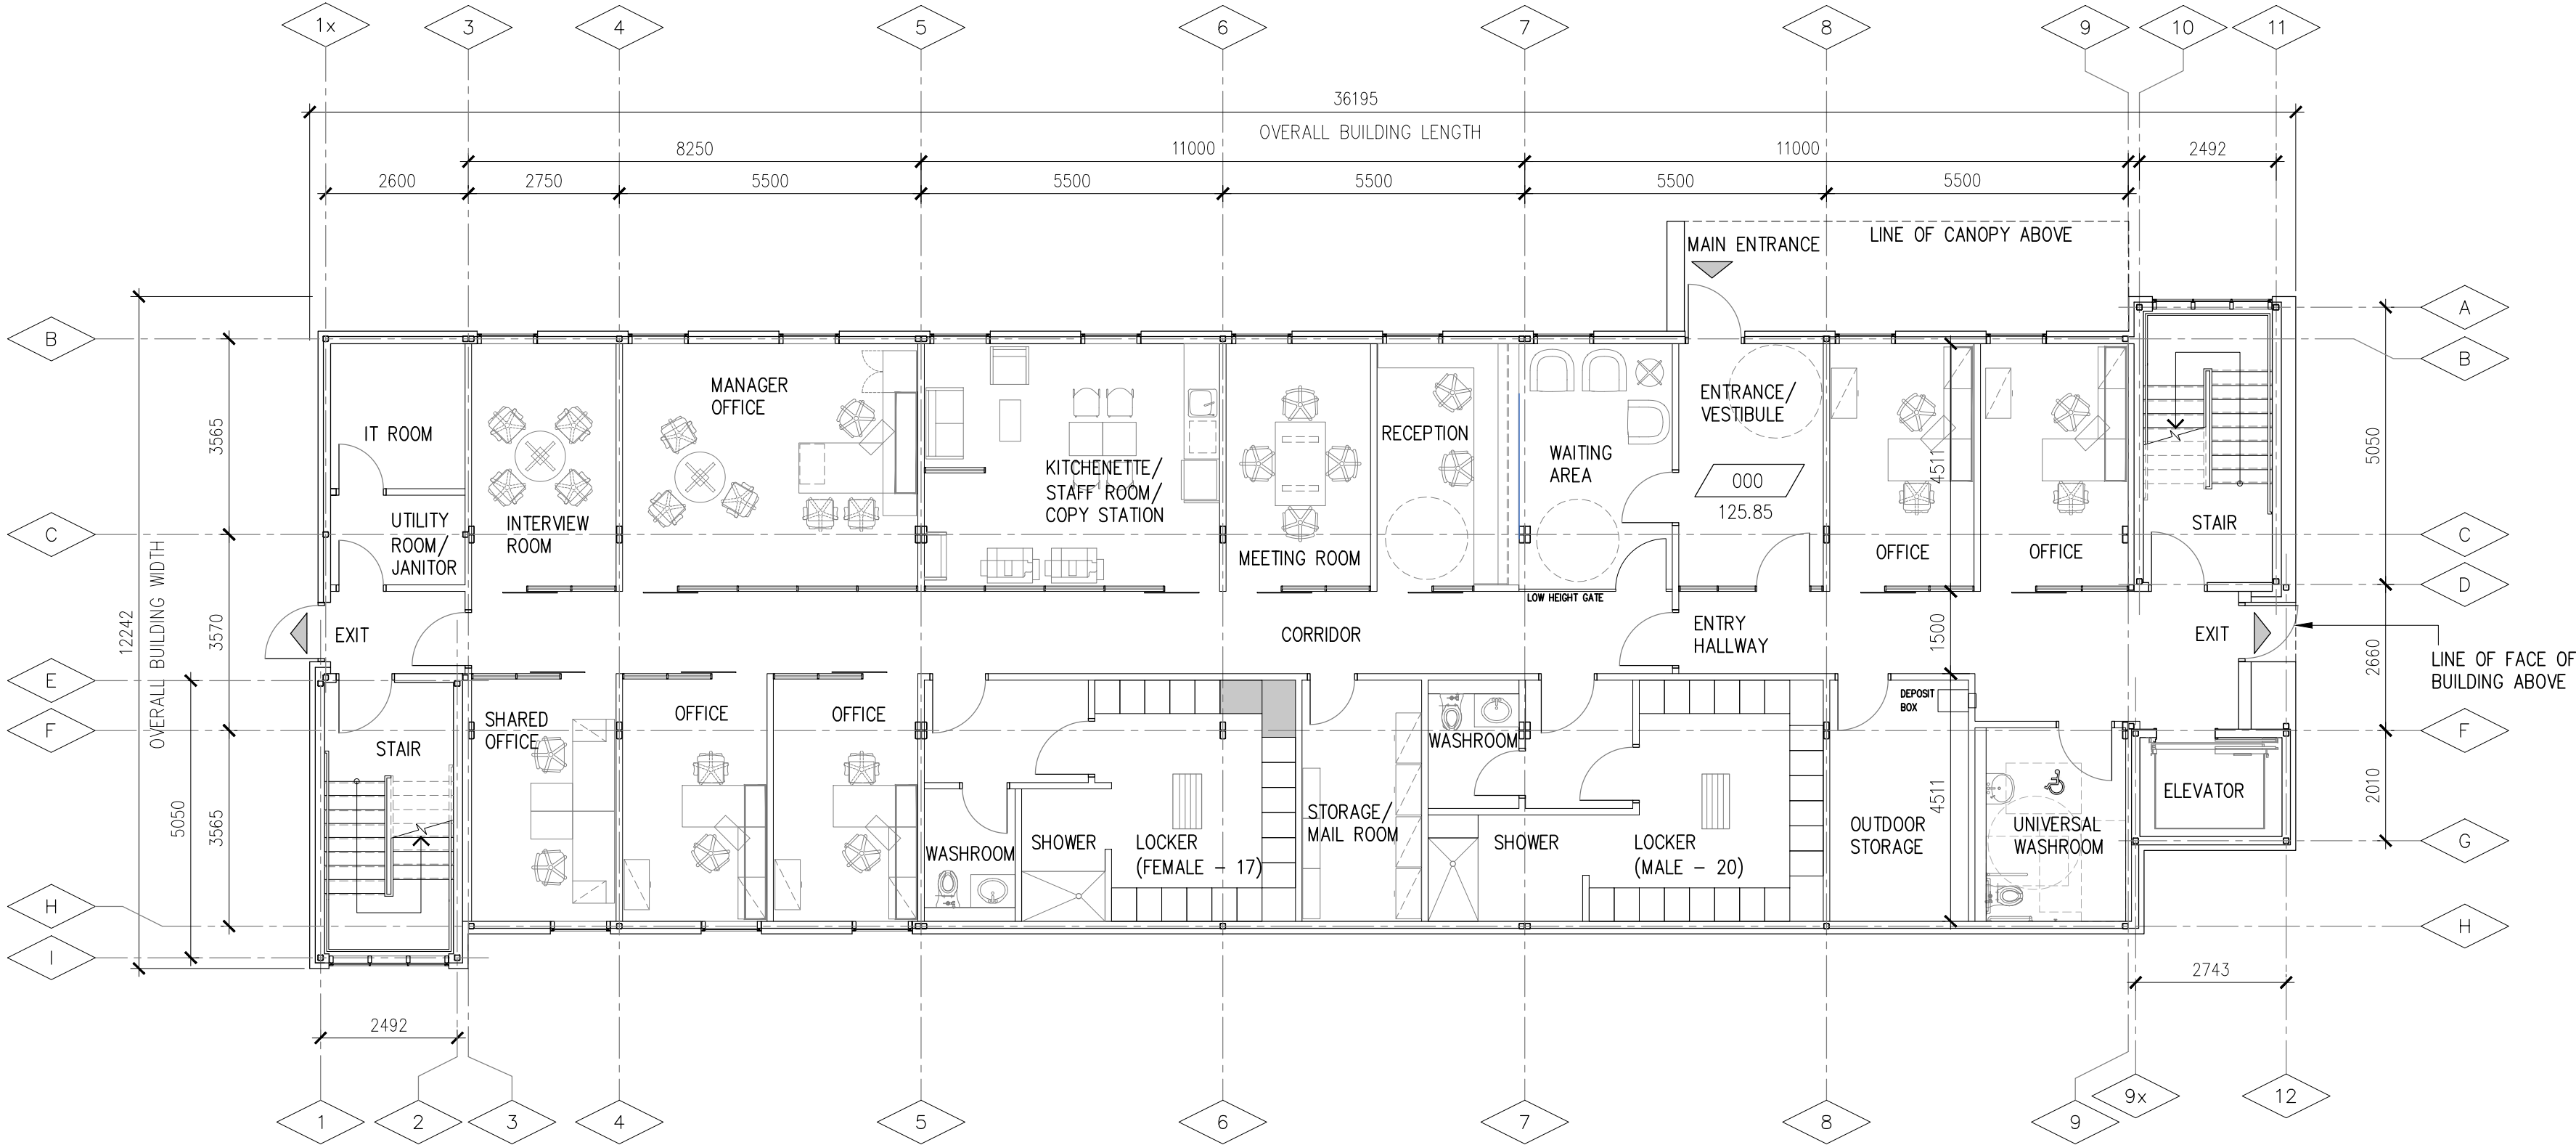 1x
3
4
5
6
7
8
9
10
11
36195
OVERALL BUILDING LENGTH
8250
11000
11000
2492
2600
2750
5500
5500
5500
5500
5500
MAIN ENTRANCE
LINE OF CANOPY ABOVE
A
B
B
C
C
D
E
F
F
G
H
H
I
3565
3570
3565
5050
12242
OVERALL BUILDING WIDTH
5050
2660
2010
IT ROOM
UTILITY
ROOM/
JANITOR
INTERVIEW
ROOM
MANAGER
OFFICE
KITCHENETTE/
STAFF ROOM/
COPY STATION
MEETING ROOM
RECEPTION
WAITING
AREA
LOW HEIGHT GATE
ENTRANCE/
VESTIBULE
000
125.85
OFFICE
4511
OFFICE
STAIR
EXIT
CORRIDOR
ENTRY
HALLWAY
1500
EXIT
LINE OF FACE OF
BUILDING ABOVE
STAIR
SHARED
OFFICE
OFFICE
OFFICE
WASHROOM
SHOWER
LOCKER
(FEMALE - 17)
STORAGE/
MAIL ROOM
WASHROOM
SHOWER
LOCKER
(MALE - 20)
DEPOSIT
BOX
OUTDOOR
STORAGE
4511
UNIVERSAL
WASHROOM
ELEVATOR
2743
2492
1
2
3
4
5
6
7
8
9
9x
12